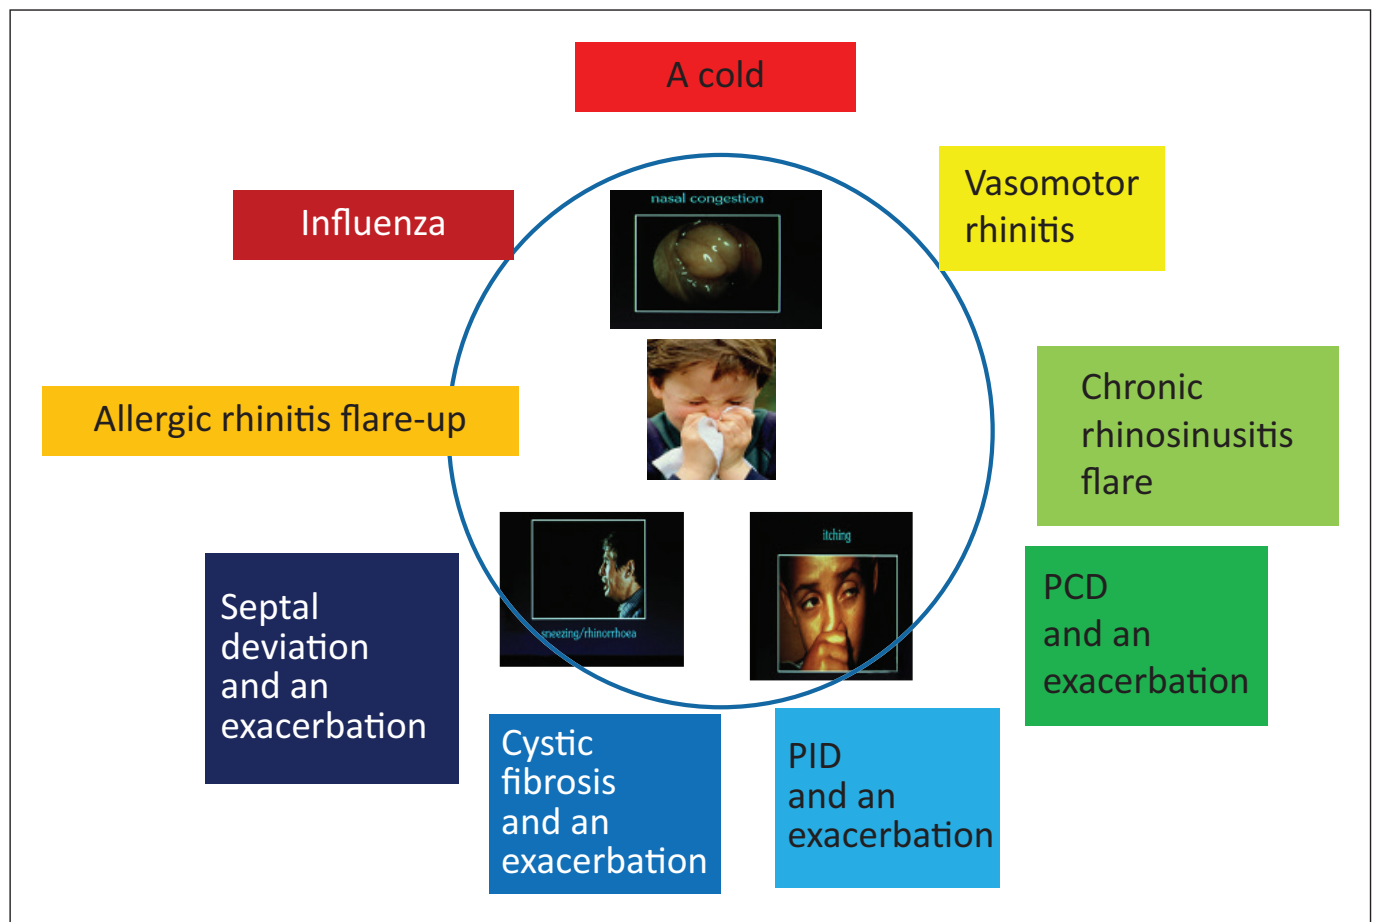 A cold
Vasomotor
rhinitis
Influenza
nasal congestion
Chronic
rhinosinusitis
flare
Allergic rhinitis flare-up
sneezing/rhinorrhoea
itching
PCD
and an
exacerbation
Septal
deviation
and an
exacerbation
Cystic
fibrosis
and an
exacerbation
PID
and an
exacerbation